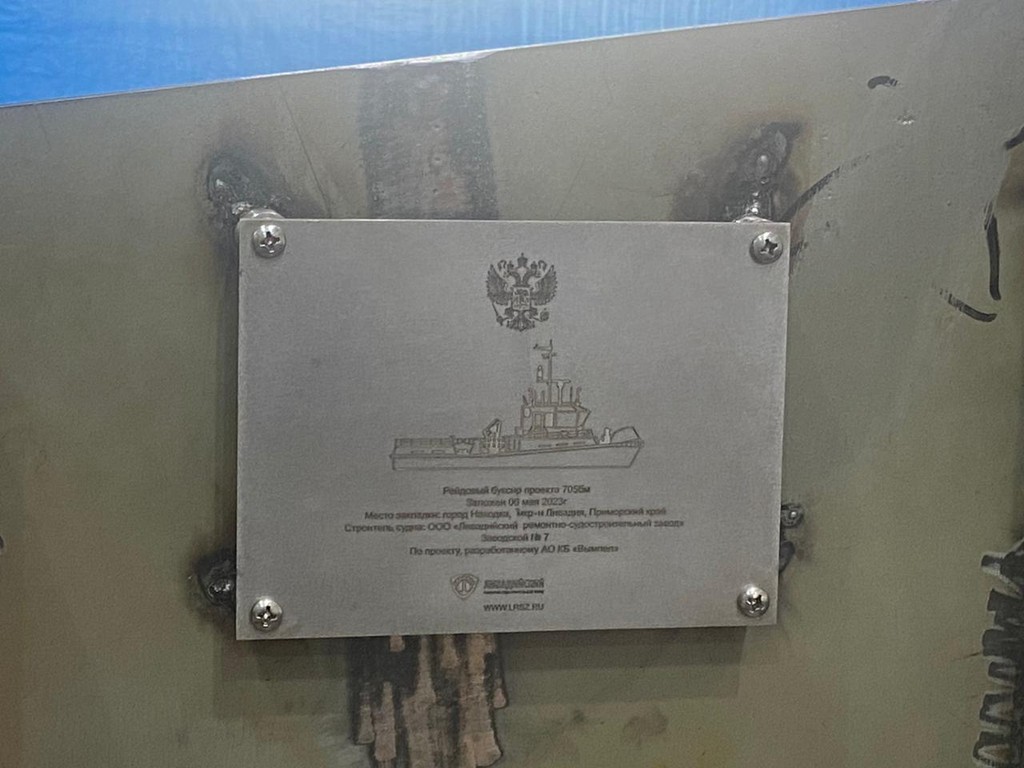 Рейдовый буксир проекта 705Бм
Заложен 06 мая 2023г
Место закладки: город Находка, Мкр-н Ливадия, Приморский край
Строитель судна: ООО «Ливадийский ремонтно-судостроительный завод»
Заводской № 7
По проекту, разработанному АО КБ «Вымпел»
ЛИВАДИЙСКИЙ
WWW.LRSZ.RU